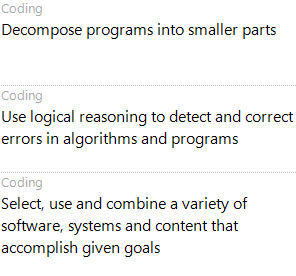 Coding
Decompose programs into smaller parts
Coding
Use logical reasoning to detect and correct
errors in algorithms and programs
Coding
Select, use and combine a variety of
software, systems and content that
accomplish given goals